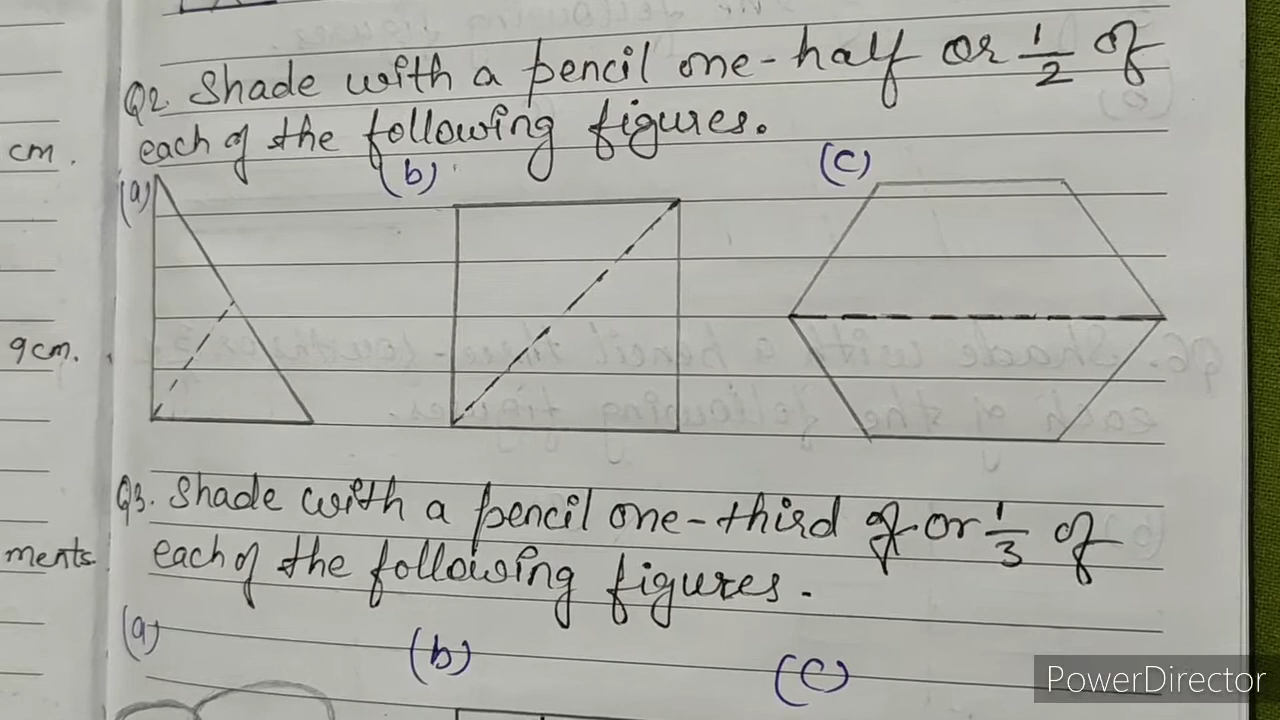 Q2. Shade with a pencil one-half or 1/2 of
each of the following figures.
cm.
(a) (b) (c)
9cm.
Q3. Shade with a pencil one-third of or 1/3 of
each of the following figures.
ments.
(a) (b) (c)
PowerDirector